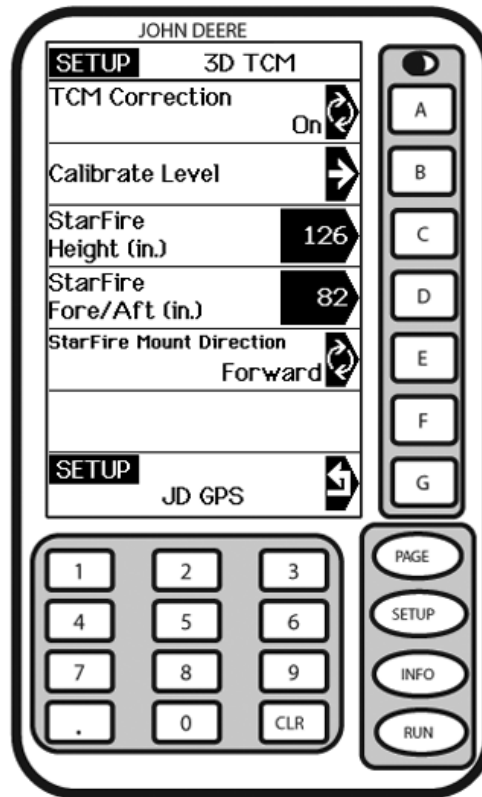 JOHN DEERE
SETUP 3D TCM
TCM Correction
On
A
Calibrate Level
B
StarFire
Height (in.) 126
C
StarFire
Fore/Aft (in.) 82
D
StarFire Mount Direction
Forward
E
F
SETUP
JD GPS
G
1 2 3
4 5 6
7 8 9
. 0 CLR
PAGE
SETUP
INFO
RUN